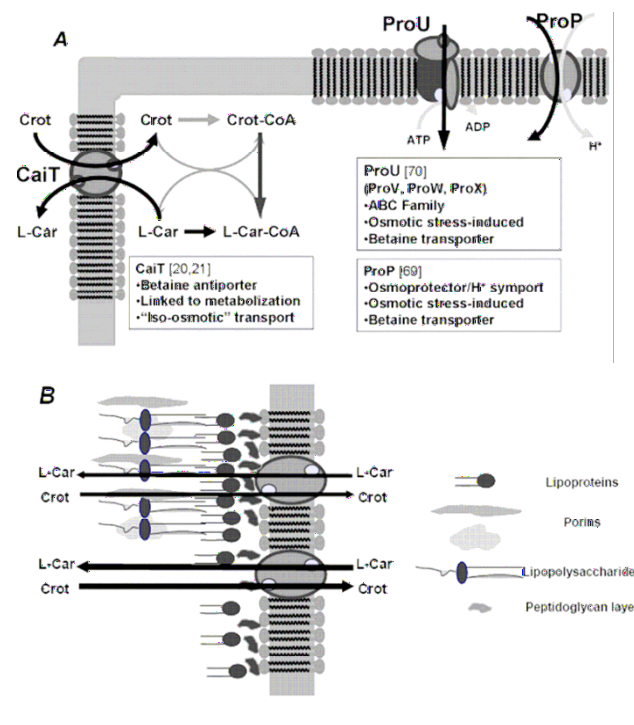 A
ProU
ProP
ATP
ADP
H⁺
Crot
Crot
Crot-CoA
CaiT
L-Car
L-Car
L-Car-CoA
ProU [70]
(ProV, ProW, ProX)
•ABC Family
•Osmotic stress-induced
•Betaine transporter
CaiT [20,21]
•Betaine antiporter
•Linked to metabolization
•“Iso-osmotic” transport
ProP [69]
•Osmoprotector/H⁺ symport
•Osmotic stress-induced
•Betaine transporter
B
L-Car
L-Car
Crot
Crot
L-Car
L-Car
Crot
Crot
Lipoproteins
Porins
Lipopolysaccharide
Peptidoglycan laye